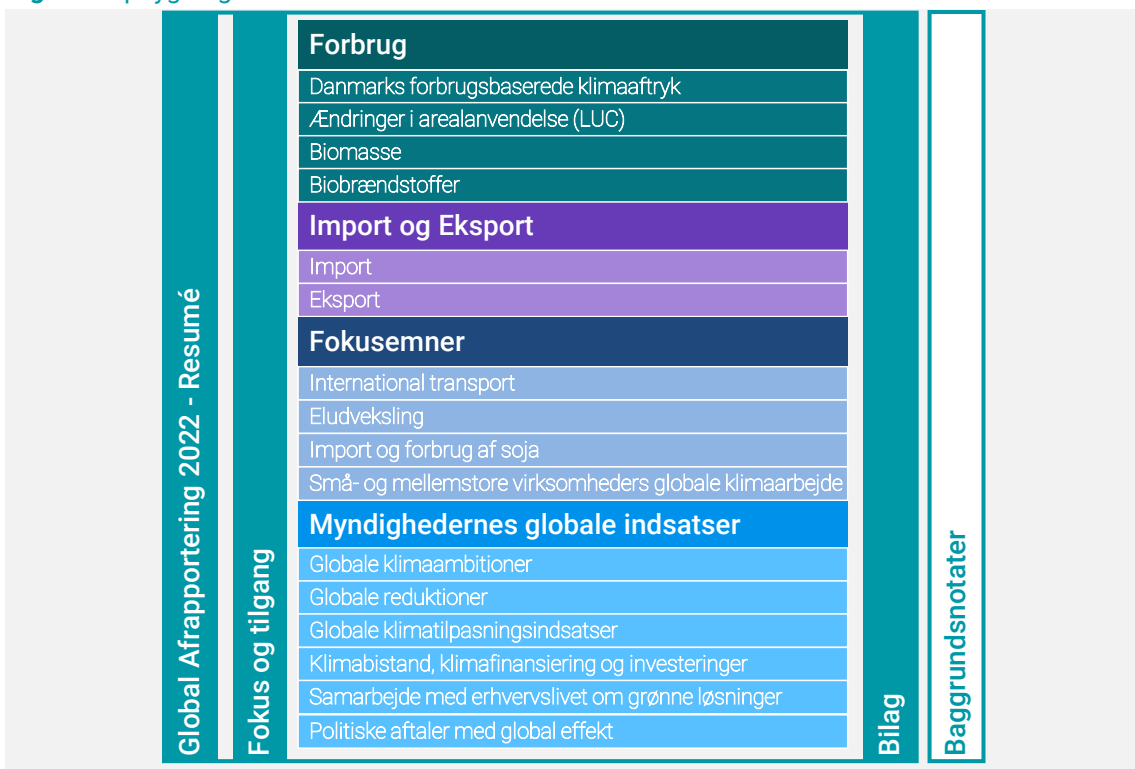 Global Afrapportering 2022 - Resumé
Fokus og tilgang
Forbrug
Danmarks forbrugsbaserede klimaaftryk
Ændringer i arealanvendelse (LUC)
Biomasse
Biobrændstoffer
Import og Eksport
Import
Eksport
Fokusemner
International transport
Eludveksling
Import og forbrug af soja
Små- og mellemstore virksomheders globale klimaarbejde
Myndighedernes globale indsatser
Globale klimaambitioner
Globale reduktioner
Globale klimatilpasningsindsatser
Klimabistand, klimafinansiering og investeringer
Samarbejde med erhvervslivet om grønne løsninger
Politiske aftaler med global effekt
Bilag
Baggrundsnotater